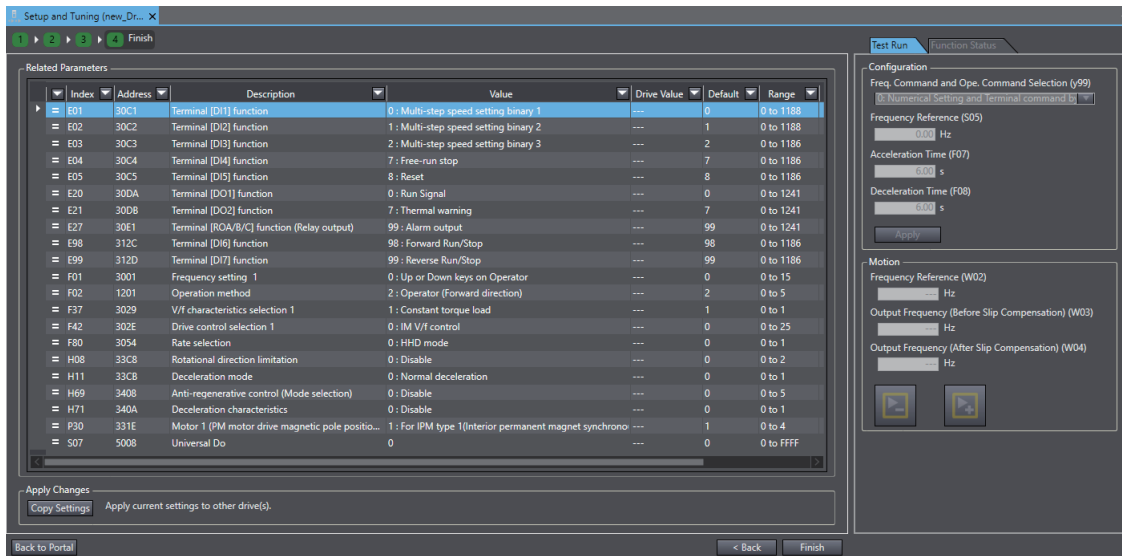 Setup and Tuning (new_Dr... X
1 2 3 4 Finish
Related Parameters
Index Address Description Value Drive Value Default Range
= E01 30C1 Terminal [DI1] function 0 : Multi-step speed setting binary 1 --- 0 0 to 1188
= E02 30C2 Terminal [DI2] function 1 : Multi-step speed setting binary 2 --- 1 0 to 1188
= E03 30C3 Terminal [DI3] function 2 : Multi-step speed setting binary 3 --- 2 0 to 1186
= E04 30C4 Terminal [DI4] function 7 : Free-run stop --- 7 0 to 1186
= E05 30C5 Terminal [DI5] function 8 : Reset --- 8 0 to 1186
= E20 30DA Terminal [DO1] function 0 : Run Signal --- 0 0 to 1241
= E21 30DB Terminal [DO2] function 7 : Thermal warning --- 7 0 to 1241
= E27 30E1 Terminal [ROA/B/C] function (Relay output) 99 : Alarm output --- 99 0 to 1241
= E98 312C Terminal [DI6] function 98 : Forward Run/Stop --- 98 0 to 1186
= E99 312D Terminal [DI7] function 99 : Reverse Run/Stop --- 99 0 to 1186
= F01 3001 Frequency setting 1 0 : Up or Down keys on Operator --- 0 0 to 15
= F02 1201 Operation method 2 : Operator (Forward direction) --- 2 0 to 5
= F37 3029 V/f characteristics selection 1 1 : Constant torque load --- 1 0 to 1
= F42 302E Drive control selection 1 0 : IM V/f control --- 0 0 to 25
= F80 3054 Rate selection 0 : HHD mode --- 0 0 to 1
= H08 33C8 Rotational direction limitation 0 : Disable --- 0 0 to 2
= H11 33CB Deceleration mode 0 : Normal deceleration --- 0 0 to 1
= H69 3408 Anti-regenerative control (Mode selection) 0 : Disable --- 0 0 to 5
= H71 340A Deceleration characteristics 0 : Disable --- 0 0 to 1
= P30 331E Motor 1 (PM motor drive magnetic pole positio... 1 : For IPM type 1(Interior permanent magnet synchrono --- 1 0 to 4
= S07 5008 Universal Do 0 --- 0 0 to FFFF
Apply Changes
Copy Settings Apply current settings to other drive(s).
Back to Portal < Back Finish
Test Run Function Status
Configuration
Freq. Command and Ope. Command Selection (y99)
0: Numerical Setting and Terminal command b
Frequency Reference (S05)
0.00 Hz
Acceleration Time (F07)
6.00 s
Deceleration Time (F08)
6.00 s
Apply
Motion
Frequency Reference (W02)
--- Hz
Output Frequency (Before Slip Compensation) (W03)
--- Hz
Output Frequency (After Slip Compensation) (W04)
--- Hz